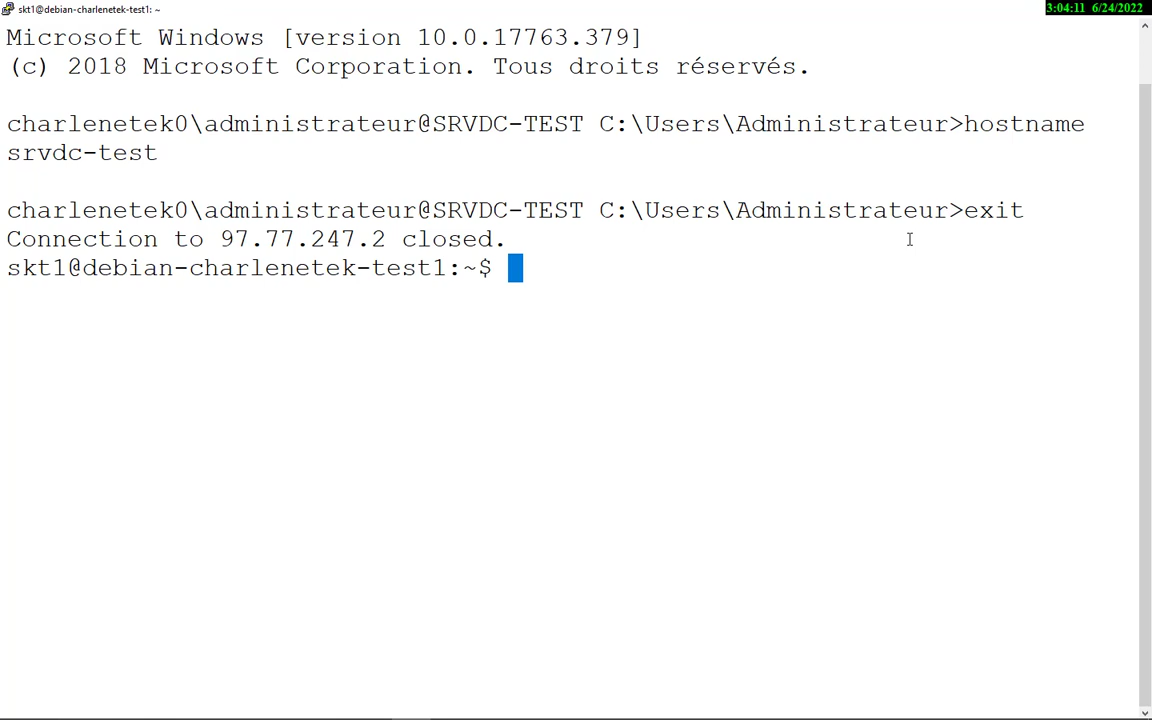 skt1@debian-charlenetek-test1: ~
3:04:11 6/24/2022
Microsoft Windows [version 10.0.17763.379]
(c) 2018 Microsoft Corporation. Tous droits réservés.
charlenetek0\administrateur@SRVDC-TEST C:\Users\Administrateur>hostname
srvdc-test
charlenetek0\administrateur@SRVDC-TEST C:\Users\Administrateur>exit
Connection to 97.77.247.2 closed.
skt1@debian-charlenetek-test1:~$